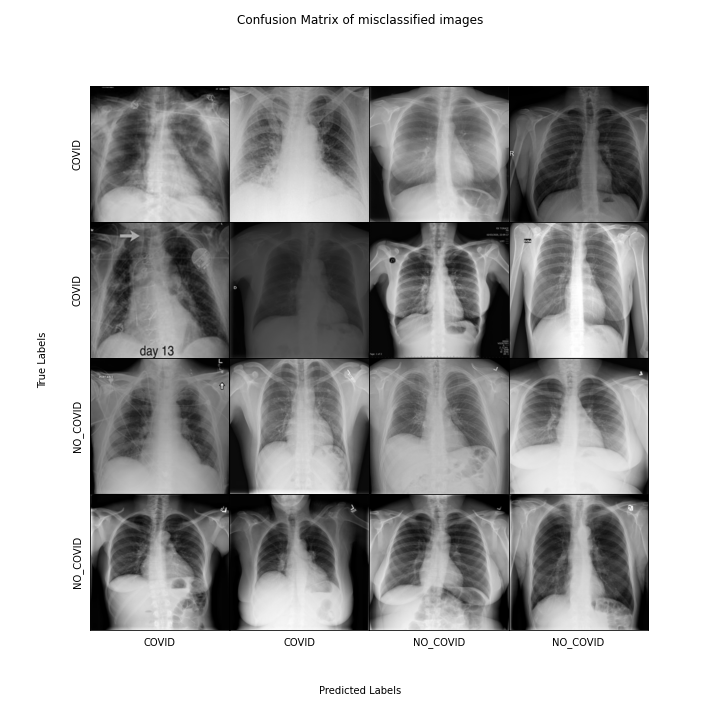 Confusion Matrix of misclassified images
COVID
COVID
day 13
True Labels
NO_COVID
NO_COVID
COVID
COVID
NO_COVID
NO_COVID
Predicted Labels